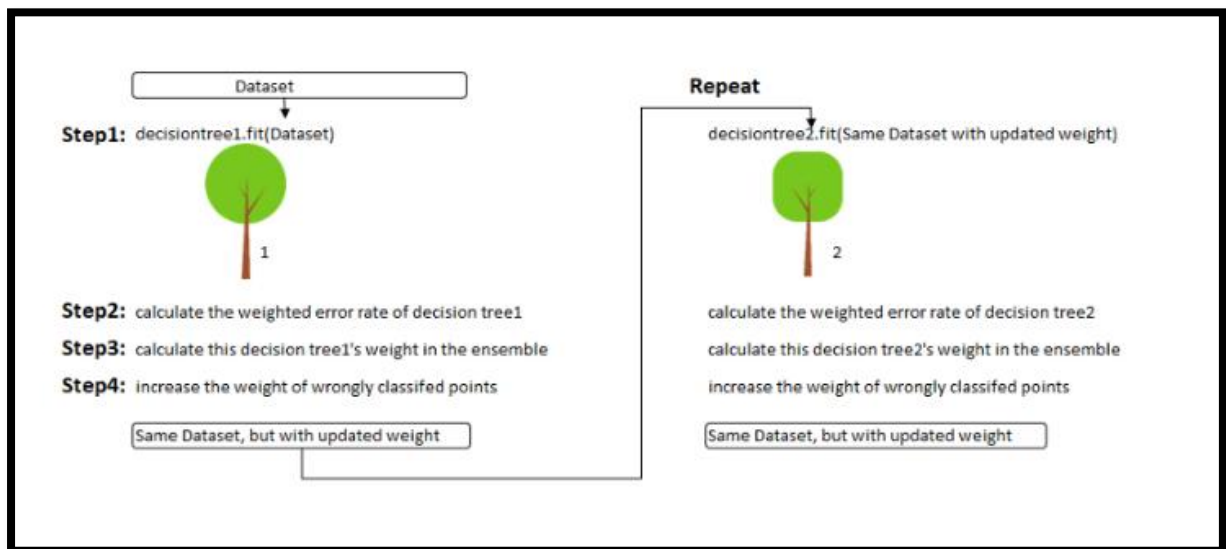 Dataset
Step1: decisiontree1.fit(Dataset)
1
Step2: calculate the weighted error rate of decision tree1
Step3: calculate this decision tree1's weight in the ensemble
Step4: increase the weight of wrongly classifed points
Same Dataset, but with updated weight
Repeat
decisiontree2.fit(Same Dataset with updated weight)
2
calculate the weighted error rate of decision tree2
calculate this decision tree2's weight in the ensemble
increase the weight of wrongly classifed points
Same Dataset, but with updated weight